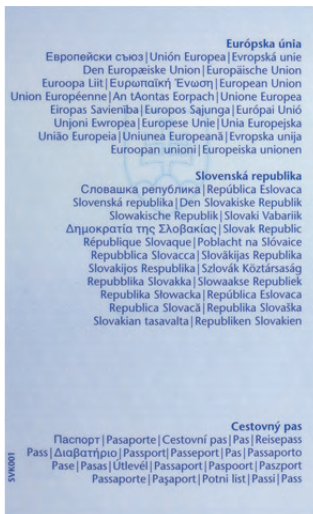 Európska únia
Европейски съюз|Unión Europea|Evropská unie
Den Europæiske Union|Europäische Union
Euroopa Liit|Ευρωπαϊκή Ένωση|European Union
Union Européenne|An tAontas Eorpach|Unione Europea
Eiropas Savienība|Europos Sąjunga|Európai Unió
Unjoni Ewropea|Europese Unie|Unia Europejska
União Europeia|Uniunea Europeană|Evropska unija
Euroopan unioni|Europeiska unionen
Slovenská republika
Словашка република|República Eslovaca
Slovenská republika|Den Slovakiske Republik
Slowakische Republik|Slovaki Vabariik
Δημοκρατία της Σλοβακίας|Slovak Republic
République Slovaque|Poblacht na Slóvaice
Repubblica Slovacca|Slovākijas Republika
Slovakijos Respublika|Szlovák Köztársaság
Repubblika Slovakka|Slowaakse Republiek
Republika Słowacka|República Eslovaca
Republica Slovacă|Republika Slovaška
Slovakian tasavalta|Republiken Slovakien
Cestovný pas
Паспорт|Pasaporte|Cestovní pas|Pas|Reisepass
Pass|Διαβατήριο|Passport|Passeport|Pas|Passaporto
Pase|Pasas|Útlevél|Passaport|Paspoort|Paszport
Passaporte|Paşaport|Potni list|Passi|Pass
SVK001